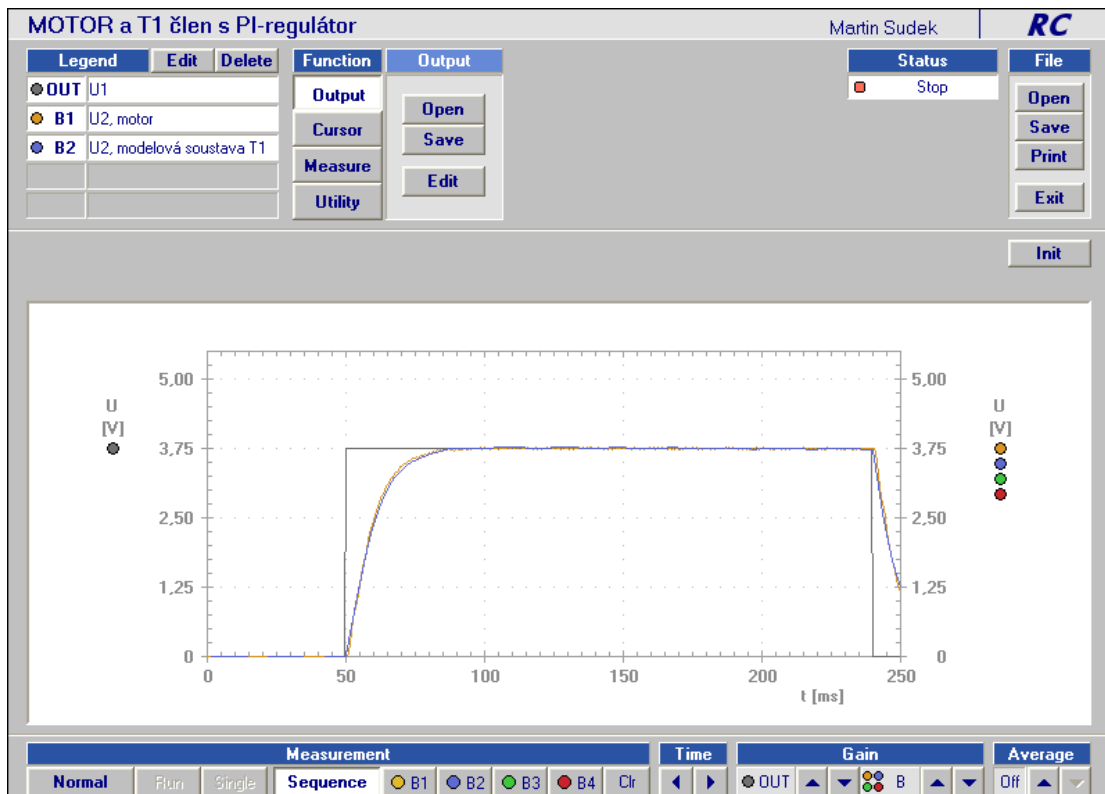 MOTOR a T1 člen s PI-regulátor
Martin Sudek
RC
Legend Edit Delete
OUT U1
B1 U2, motor
B2 U2, modelová soustava T1
Function
Output
Cursor
Measure
Utility
Output
Open
Save
Edit
Status
Stop
File
Open
Save
Print
Exit
Init
U
[V]
5,00
3,75
2,50
1,25
0
5,00
3,75
2,50
1,25
0
U
[V]
0 50 100 150 200 250
t [ms]
Measurement Time Gain Average
Normal Run Single Sequence B1 B2 B3 B4 Clr OUT B Off